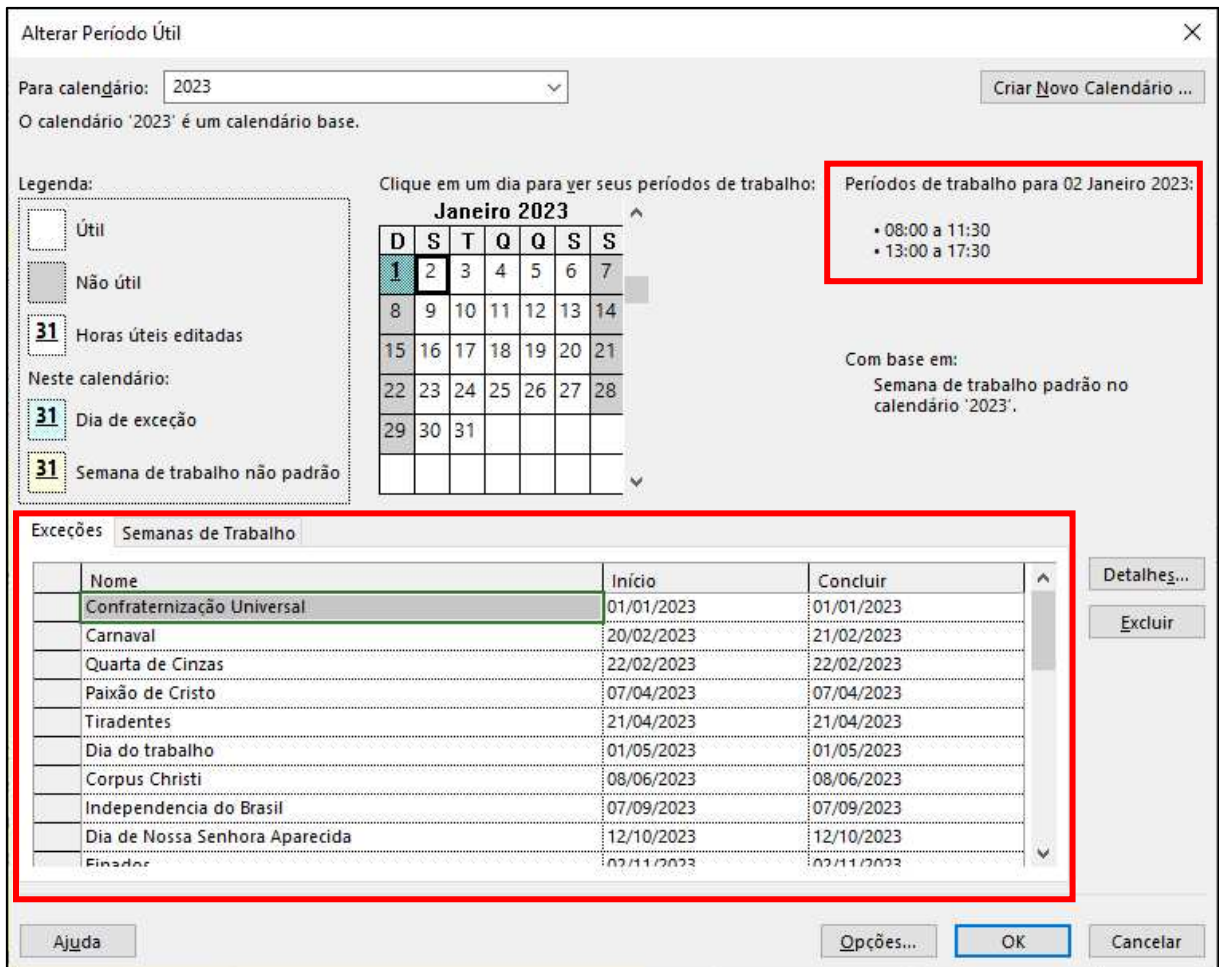 Alterar Período Útil
Para calendário: 2023
Criar Novo Calendário ...
O calendário '2023' é um calendário base.
Legenda:
Útil
Não útil
31 Horas úteis editadas
Neste calendário:
31 Dia de exceção
31 Semana de trabalho não padrão
Clique em um dia para ver seus períodos de trabalho:
Janeiro 2023
D S T Q Q S S
1 2 3 4 5 6 7
8 9 10 11 12 13 14
15 16 17 18 19 20 21
22 23 24 25 26 27 28
29 30 31
Períodos de trabalho para 02 Janeiro 2023:
• 08:00 a 11:30
• 13:00 a 17:30
Com base em:
Semana de trabalho padrão no
calendário '2023'.
Exceções Semanas de Trabalho
Nome Início Concluir
Confraternização Universal 01/01/2023 01/01/2023
Carnaval 20/02/2023 21/02/2023
Quarta de Cinzas 22/02/2023 22/02/2023
Paixão de Cristo 07/04/2023 07/04/2023
Tiradentes 21/04/2023 21/04/2023
Dia do trabalho 01/05/2023 01/05/2023
Corpus Christi 08/06/2023 08/06/2023
Independencia do Brasil 07/09/2023 07/09/2023
Dia de Nossa Senhora Aparecida 12/10/2023 12/10/2023
Finados 02/11/2023 02/11/2023
Detalhes...
Excluir
Ajuda
Opções...
OK
Cancelar